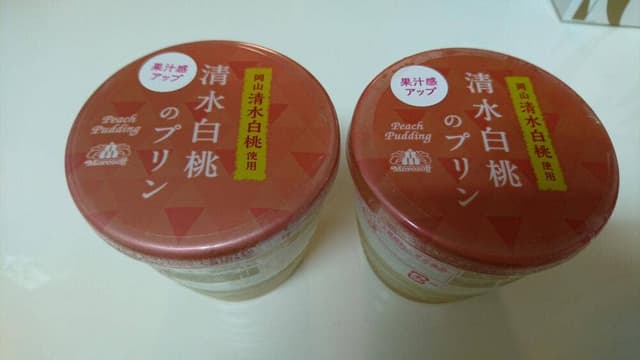 果汁感
アップ
岡山清水白桃使用
清水白桃
のプリン
Peach
Pudding
Morozoff
果汁感
アップ
岡山清水白桃使用
清水白桃
のプリン
Peach
Pudding
Morozoff